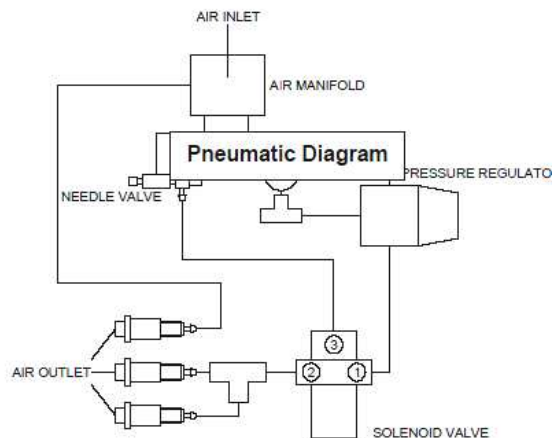 AIR INLET
AIR MANIFOLD
Pneumatic Diagram
PRESSURE REGULATO
NEEDLE VALVE
3
2 1
AIR OUTLET
SOLENOID VALVE